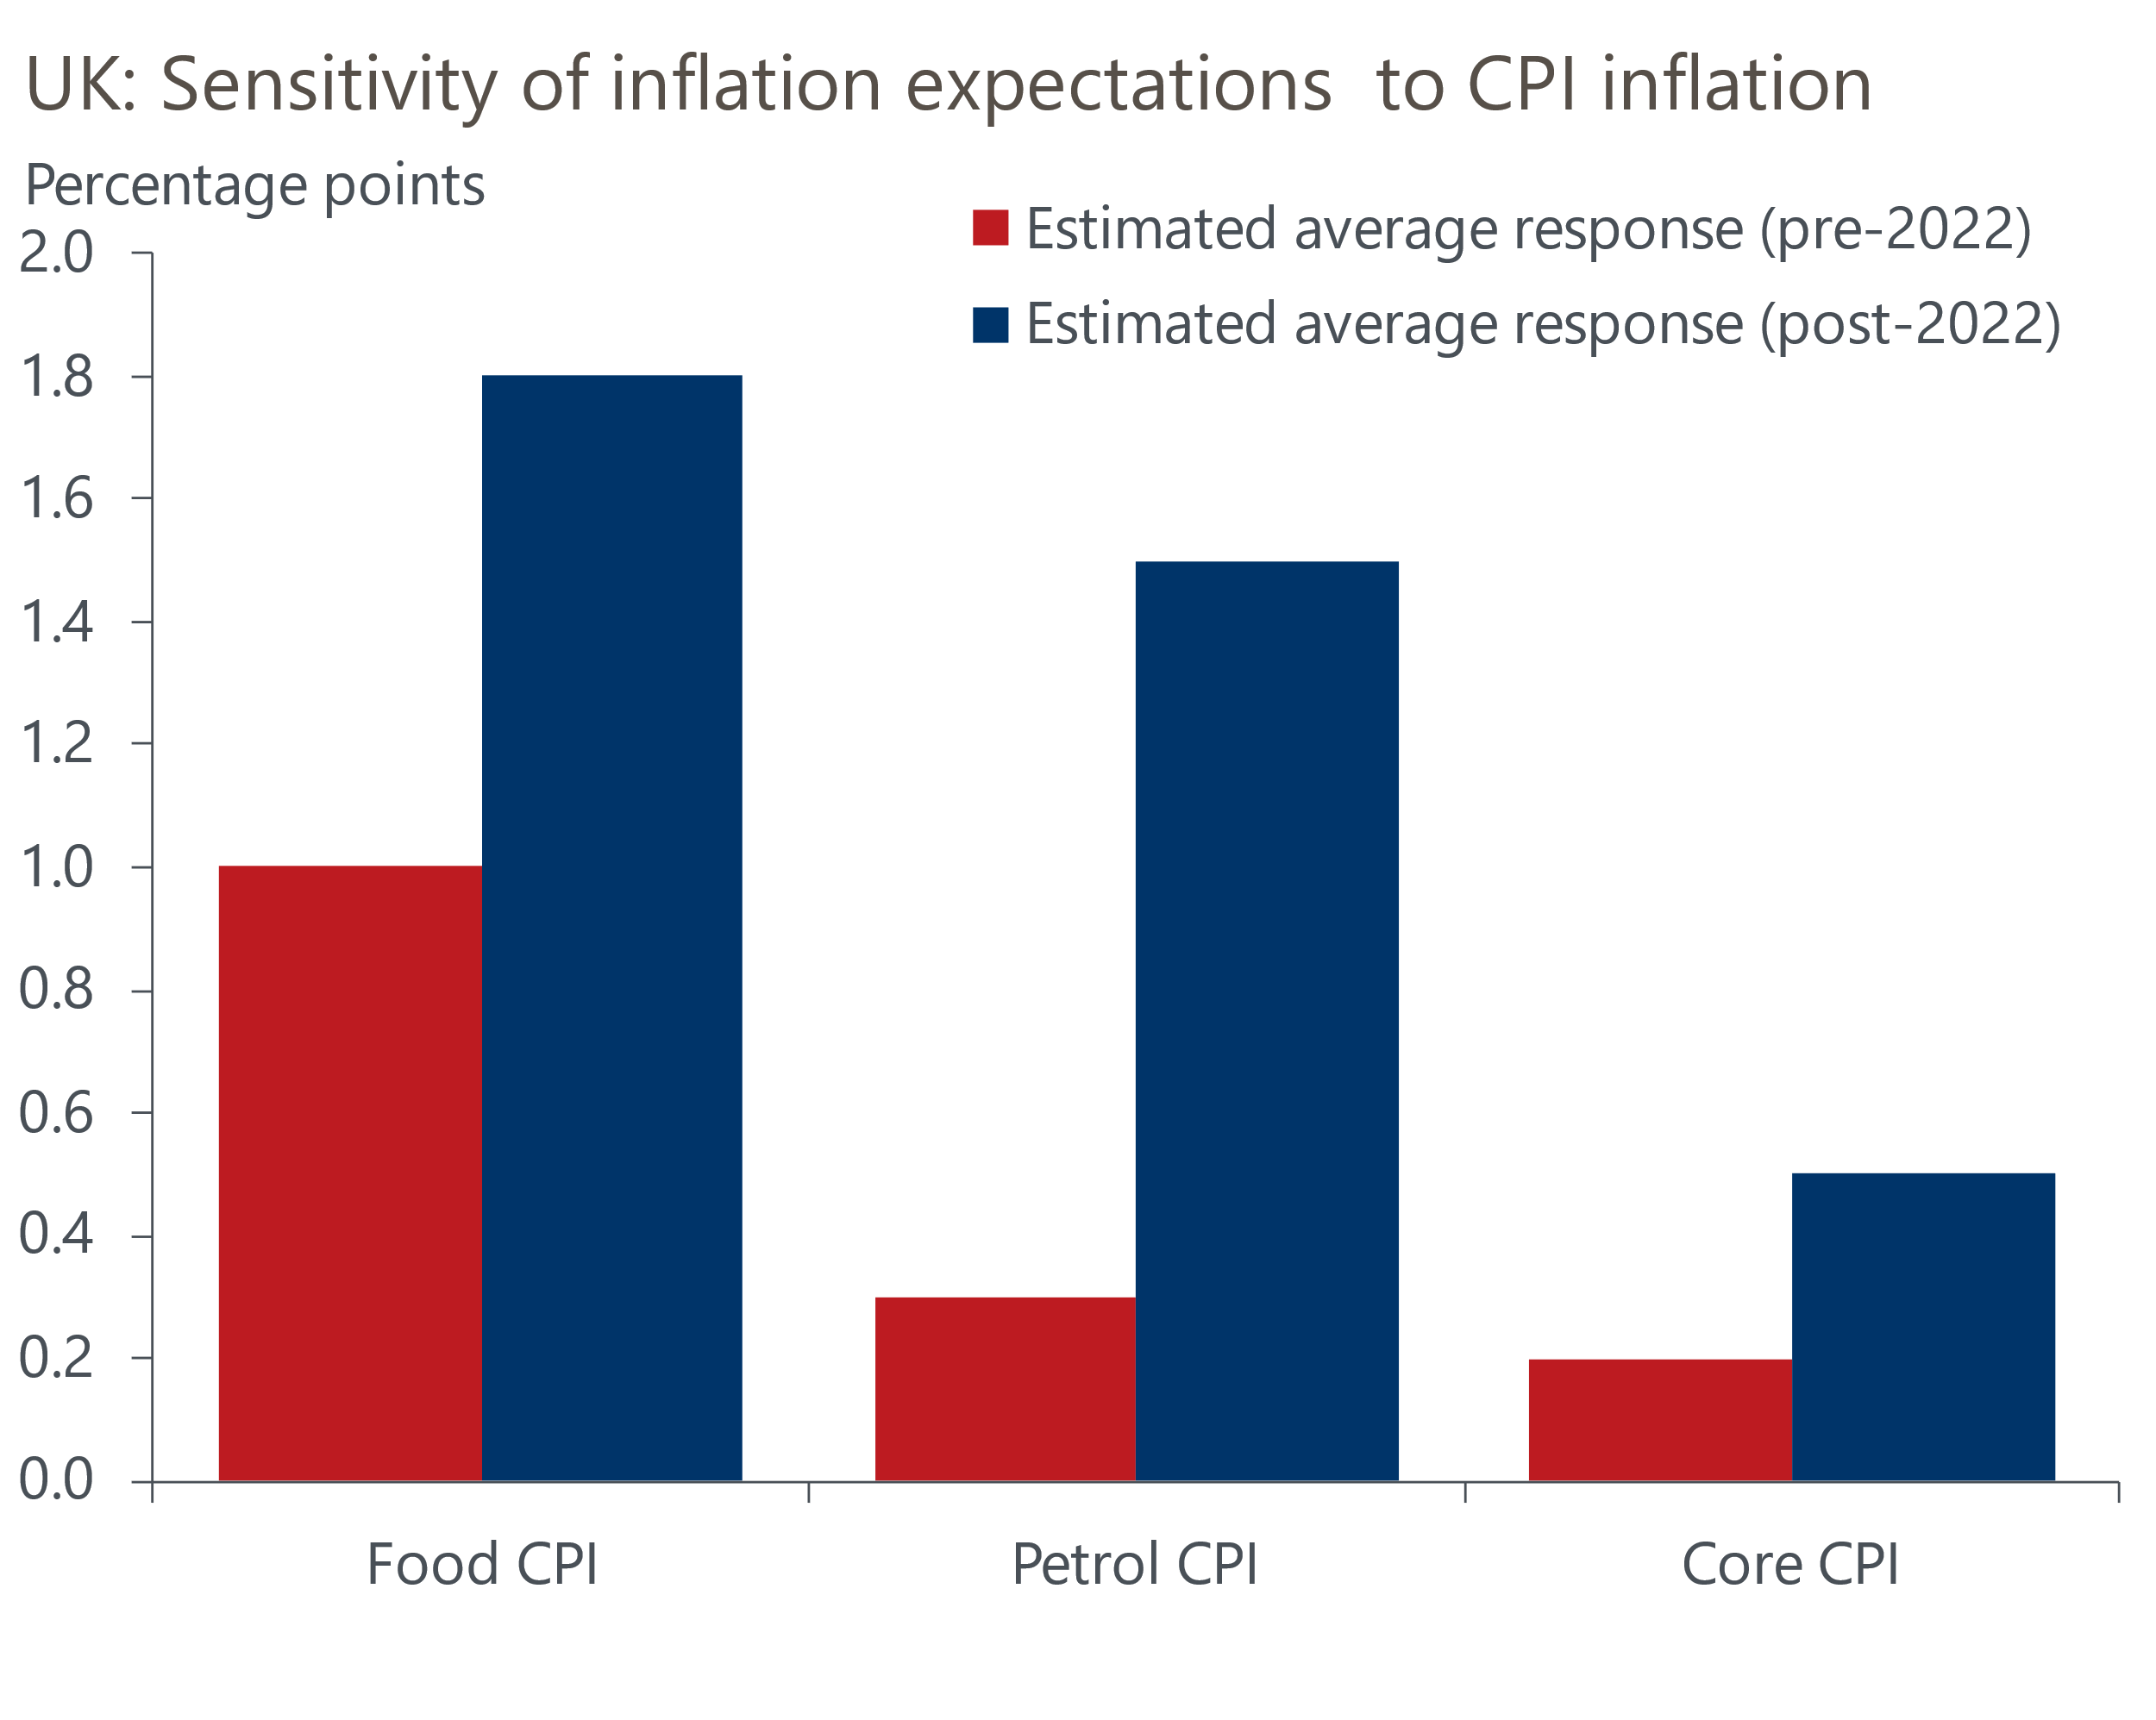 UK: Sensitivity of inflation expectations  to CPI inflation
Percentage points
Estimated average response (pre-2022)
Estimated average response (post-2022)
2.0
1.8
1.6
1.4
1.2
1.0
0.8
0.6
0.4
0.2
0.0
Food CPI
Petrol CPI
Core CPI